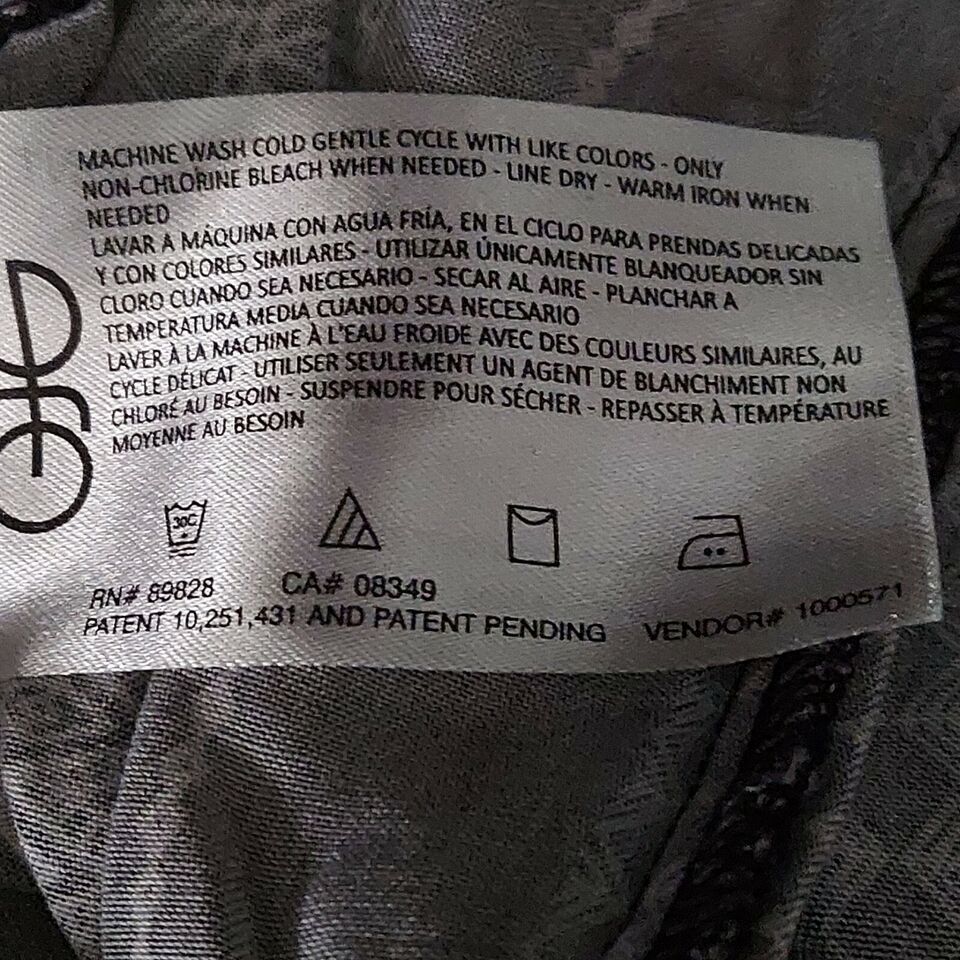 MACHINE WASH COLD GENTLE CYCLE WITH LIKE COLORS - ONLY
NON-CHLORINE BLEACH WHEN NEEDED - LINE DRY - WARM IRON WHEN
NEEDED
LAVAR A MÁQUINA CON AGUA FRÍA, EN EL CICLO PARA PRENDAS DELICADAS
Y CON COLORES SIMILARES - UTILIZAR ÚNICAMENTE BLANQUEADOR SIN
CLORO CUANDO SEA NECESARIO - SECAR AL AIRE - PLANCHAR A
TEMPERATURA MEDIA CUANDO SEA NECESARIO
LAVER À LA MACHINE À L'EAU FROIDE AVEC DES COULEURS SIMILAIRES, AU
CYCLE DÉLICAT - UTILISER SEULEMENT UN AGENT DE BLANCHIMENT NON
CHLORÉ AU BESOIN - SUSPENDRE POUR SÉCHER - REPASSER À TEMPÉRATURE
MOYENNE AU BESOIN
30C
RN# 89828 CA# 08349
PATENT 10,251,431 AND PATENT PENDING VENDOR# 1000571